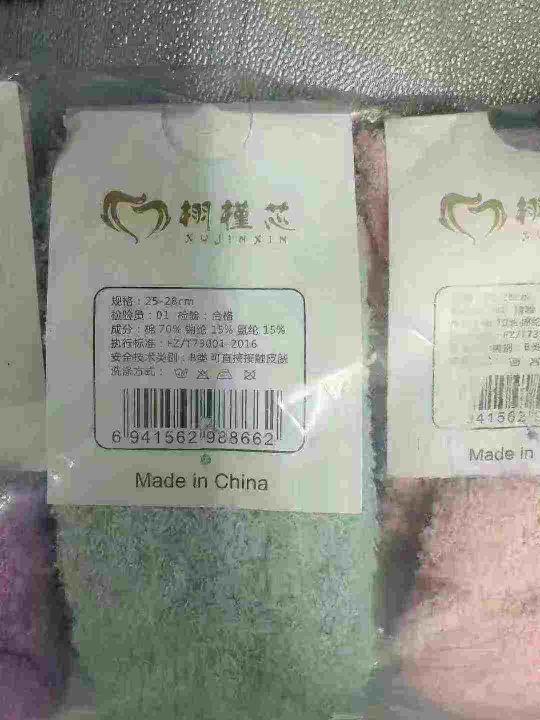 栩槿芯
XUJINXIN
规格：25-28cm
检验员：01 检验：合格
成分：棉 70% 锦纶 15% 氨纶 15%
执行标准：FZ/T73001-2016
安全技术类别：B类 可直接接触皮肤
洗涤方式：
6 941562 988662
Made in China
栩
941562
Made in